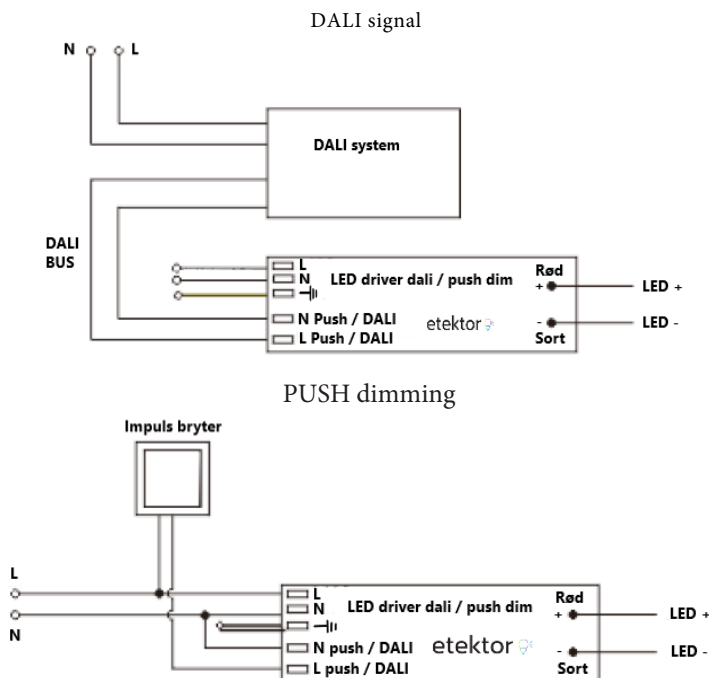 DALI signal
N L
DALI system
DALI
BUS
L
N LED driver dali / push dim
Rød
+ LED +
N Push / DALI etektor - LED -
L Push / DALI Sort
PUSH dimming
Impuls bryter
L
N
L
N LED driver dali / push dim
Rød
+ LED +
N push / DALI etektor - LED -
L push / DALI Sort